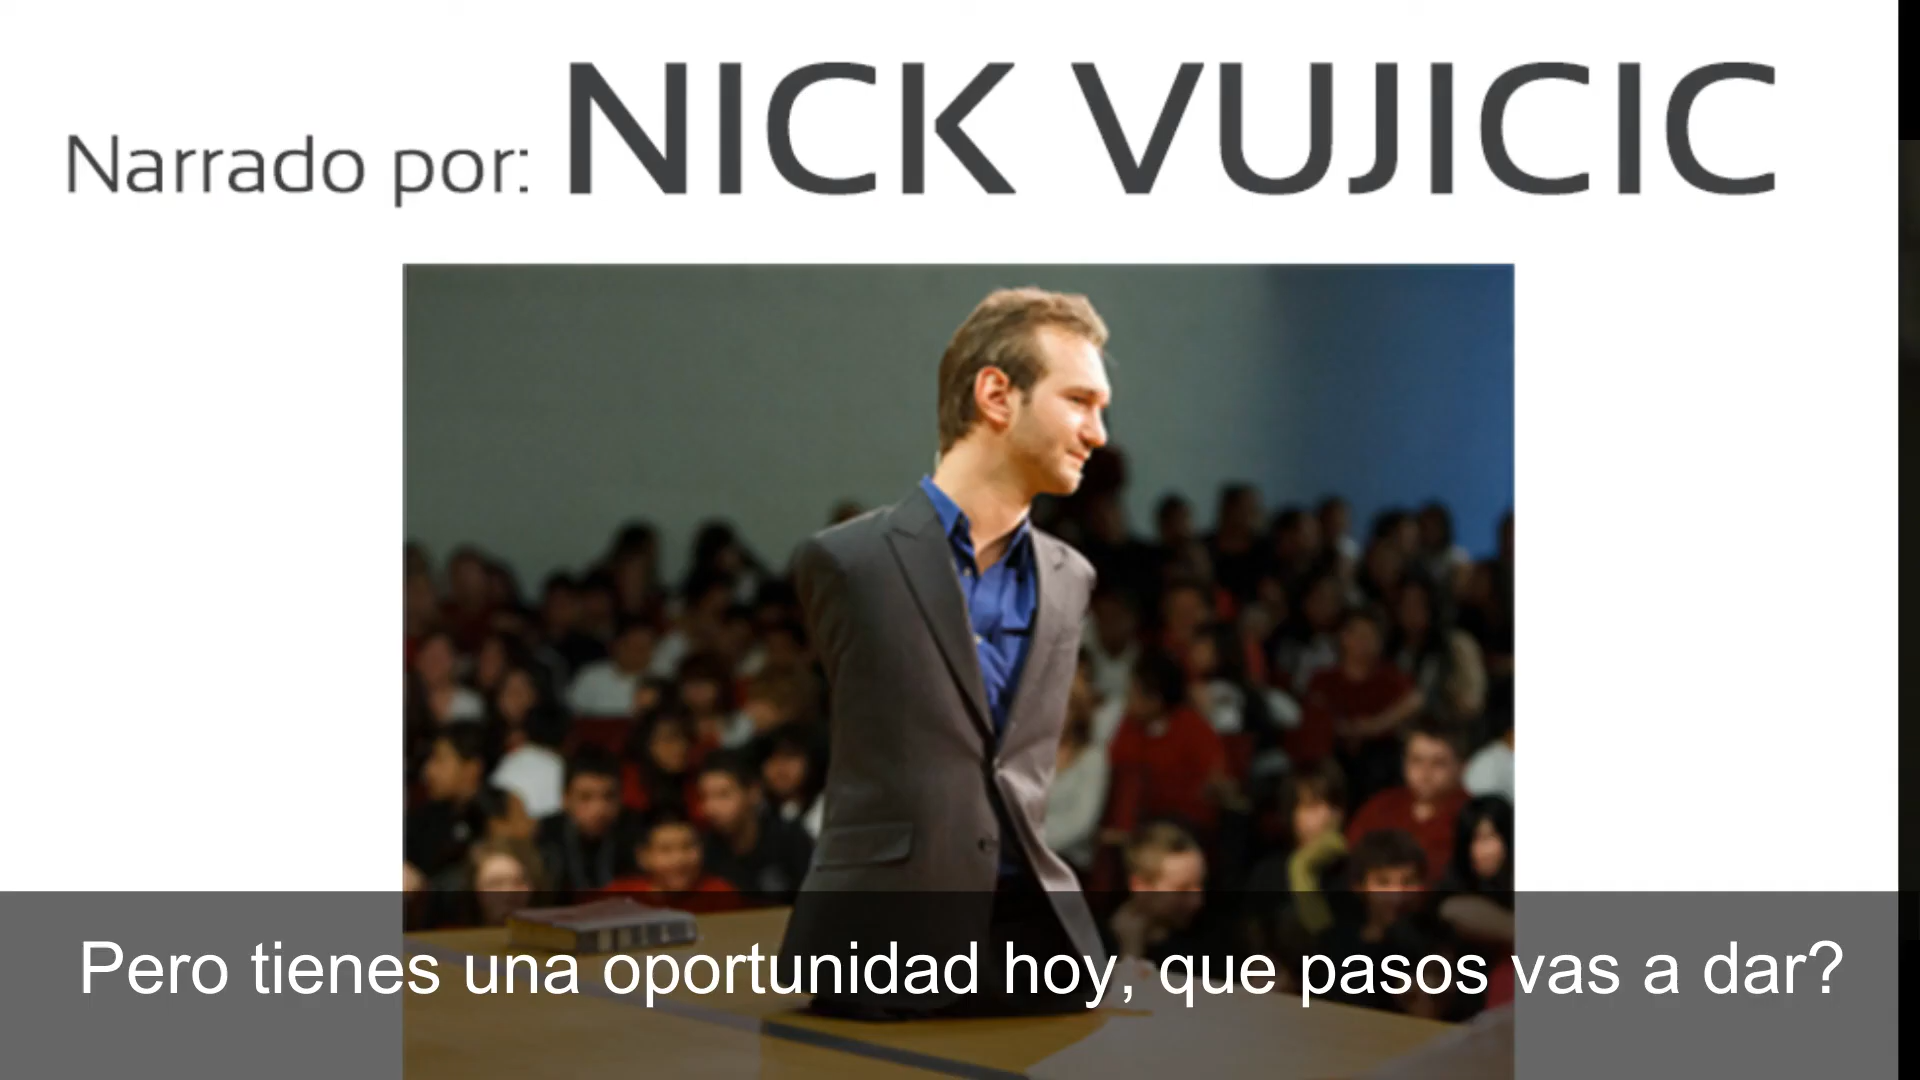 Narrado por: NICK VUJICIC
Pero tienes una oportunidad hoy, que pasos vas a dar?